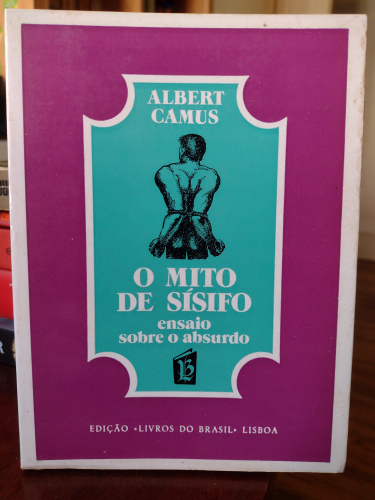 ALBERT
CAMUS
O MITO
DE SÍSIFO
ensaio
sobre o absurdo
EDIÇÃO •LIVROS DO BRASIL• LISBOA